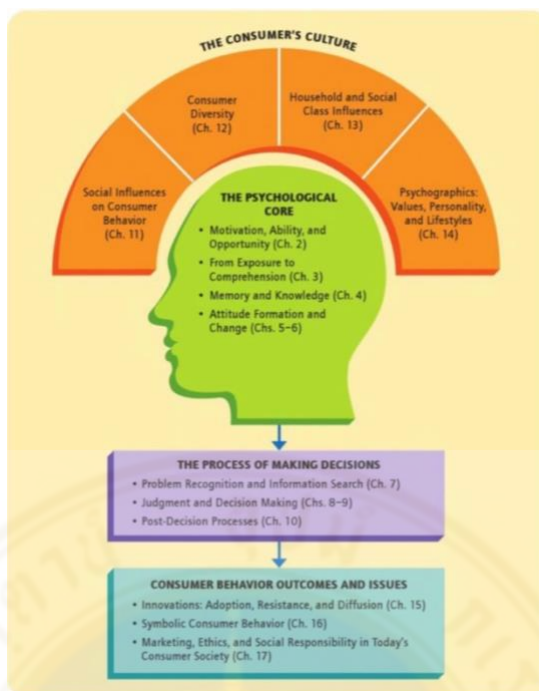 THE CONSUMER'S CULTURE
Social Influences
on Consumer
Behavior
(Ch. 11)
Consumer
Diversity
(Ch. 12)
Household and Social
Class Influences
(Ch. 13)
Psychographics:
Values, Personality,
and Lifestyles
(Ch. 14)
THE PSYCHOLOGICAL
CORE
• Motivation, Ability, and
Opportunity (Ch. 2)
• From Exposure to
Comprehension (Ch. 3)
• Memory and Knowledge (Ch. 4)
• Attitude Formation and
Change (Chs. 5–6)
THE PROCESS OF MAKING DECISIONS
• Problem Recognition and Information Search (Ch. 7)
• Judgment and Decision Making (Chs. 8–9)
• Post-Decision Processes (Ch. 10)
CONSUMER BEHAVIOR OUTCOMES AND ISSUES
• Innovations: Adoption, Resistance, and Diffusion (Ch. 15)
• Symbolic Consumer Behavior (Ch. 16)
• Marketing, Ethics, and Social Responsibility in Today's
Consumer Society (Ch. 17)